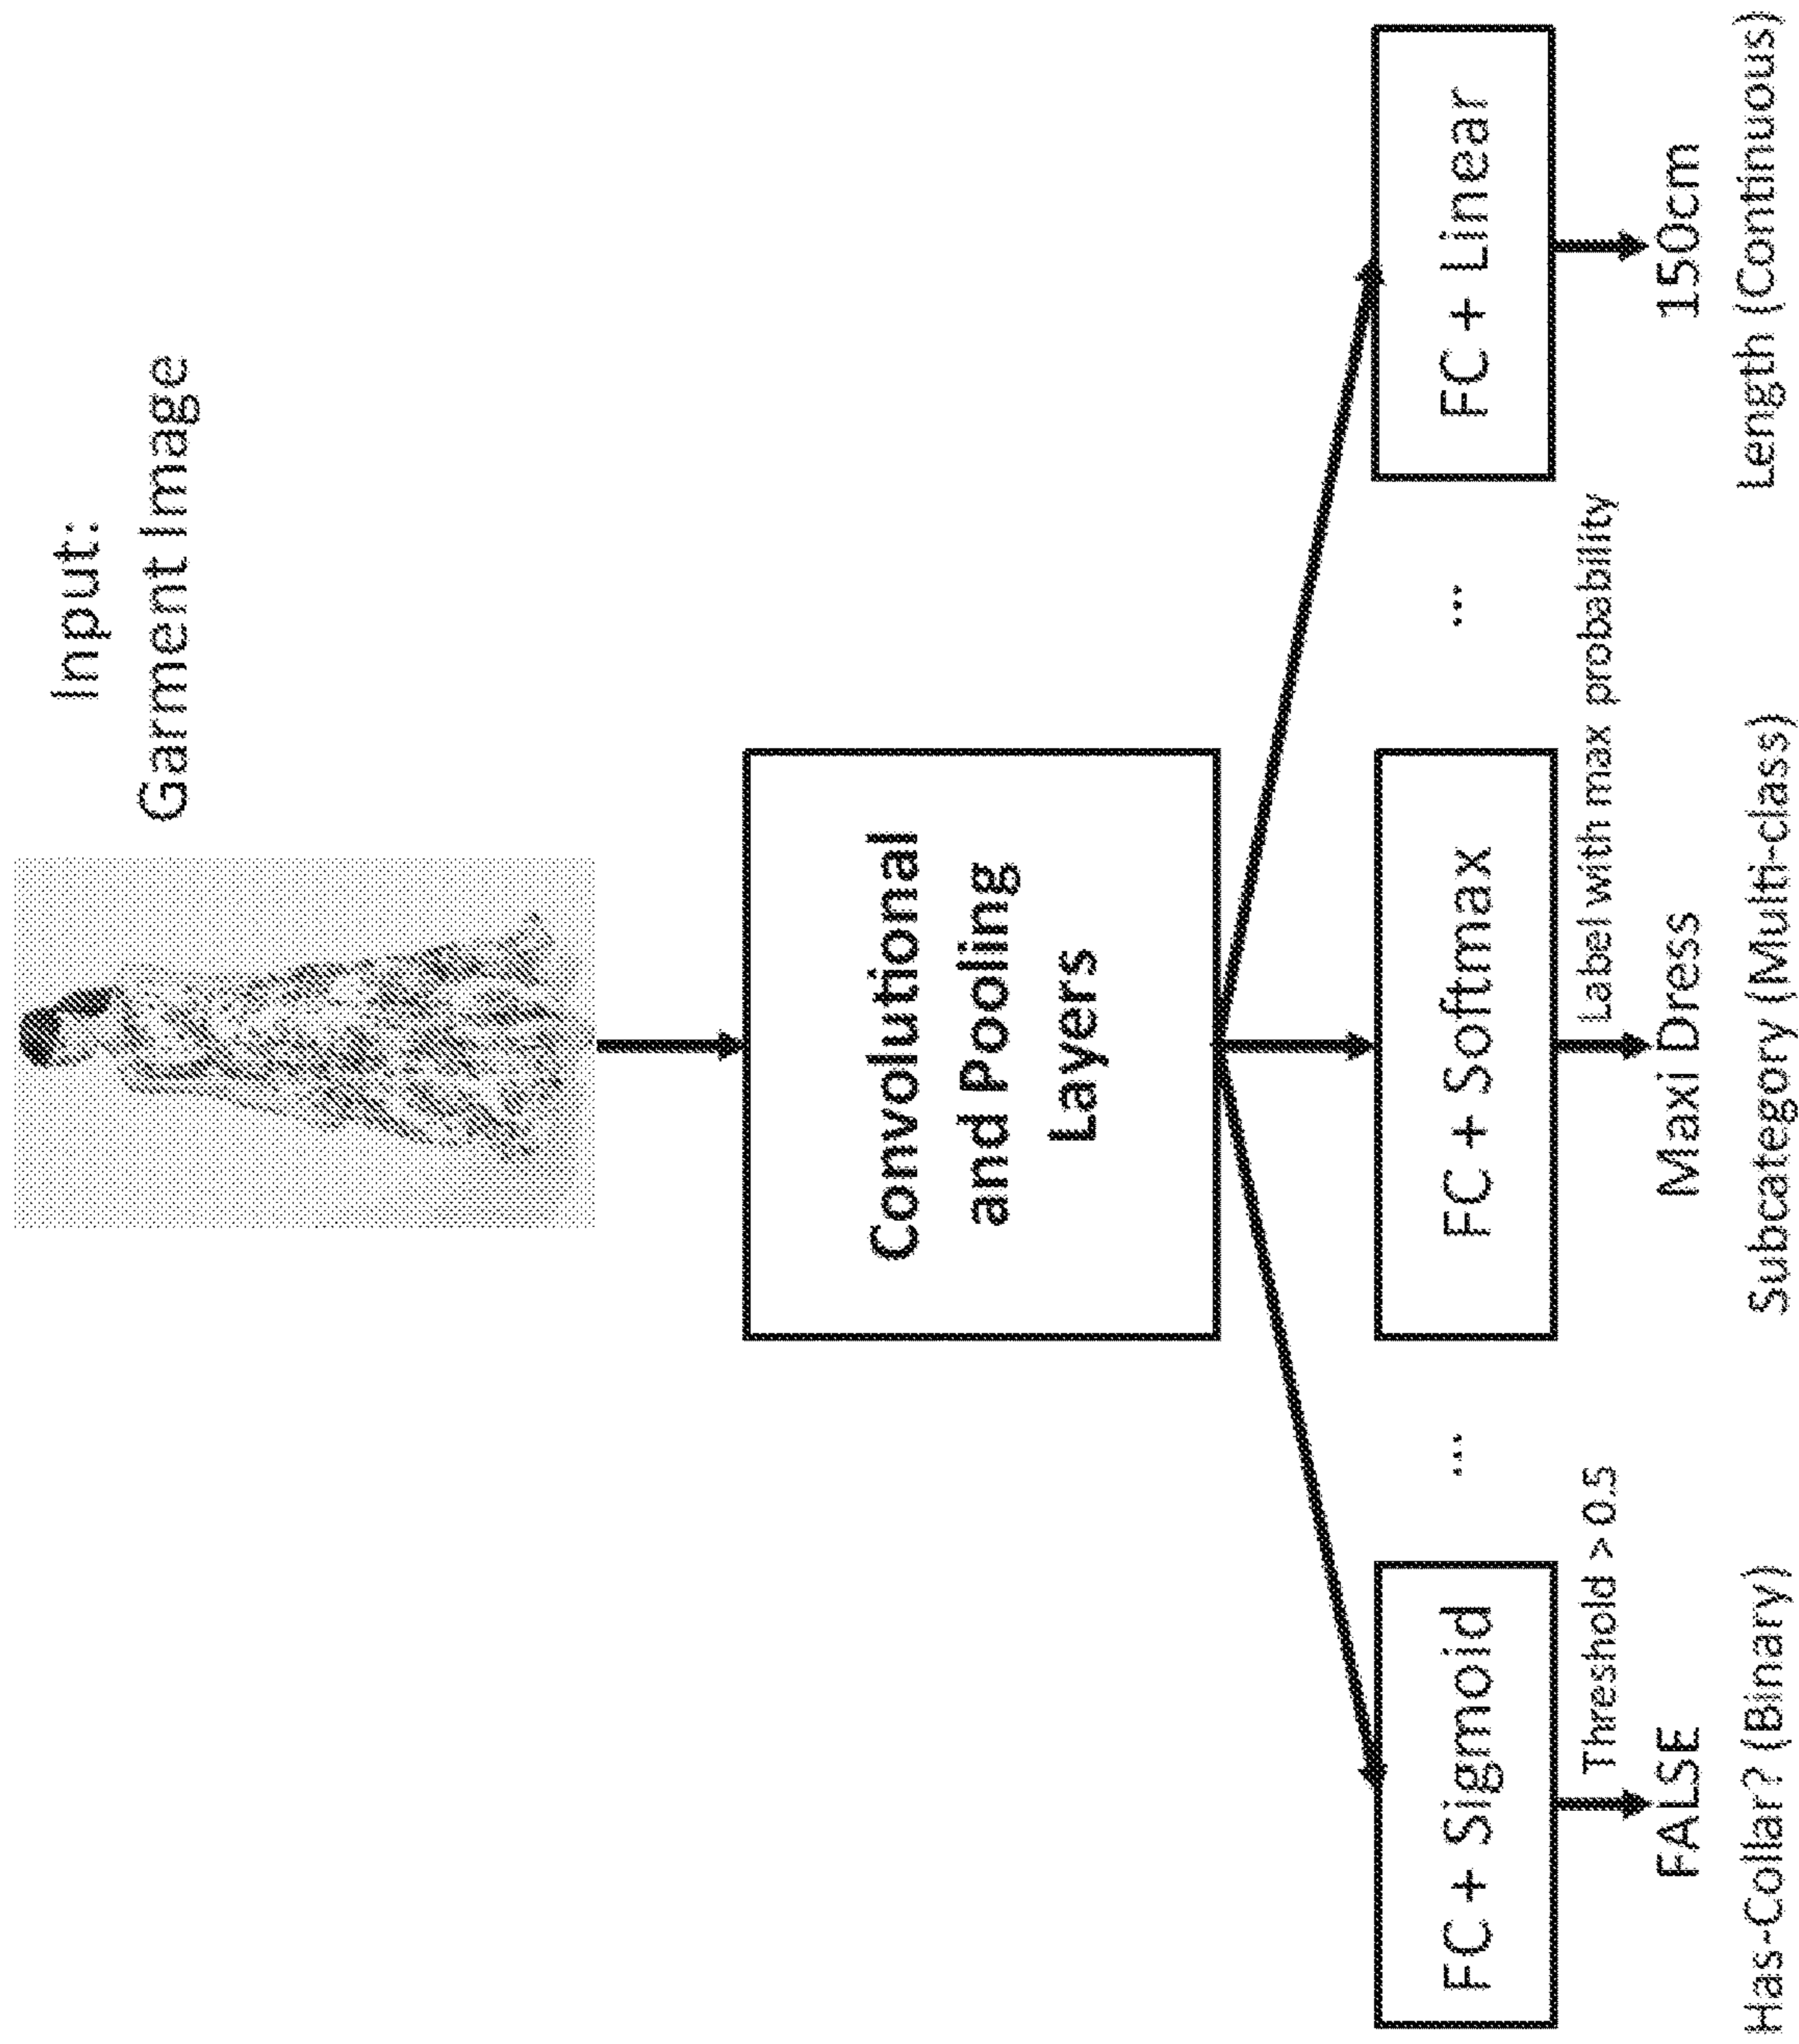 Input:
Garment Image
Convolutional
and Pooling
Layers
FC + Sigmoid
...
FC + Softmax
...
FC + Linear
Threshold > 0.5
Label with max probability
FALSE
Maxi Dress
150cm
Has-Collar? (Binary)
Subcategory (Multi-class)
Length (Continuous)